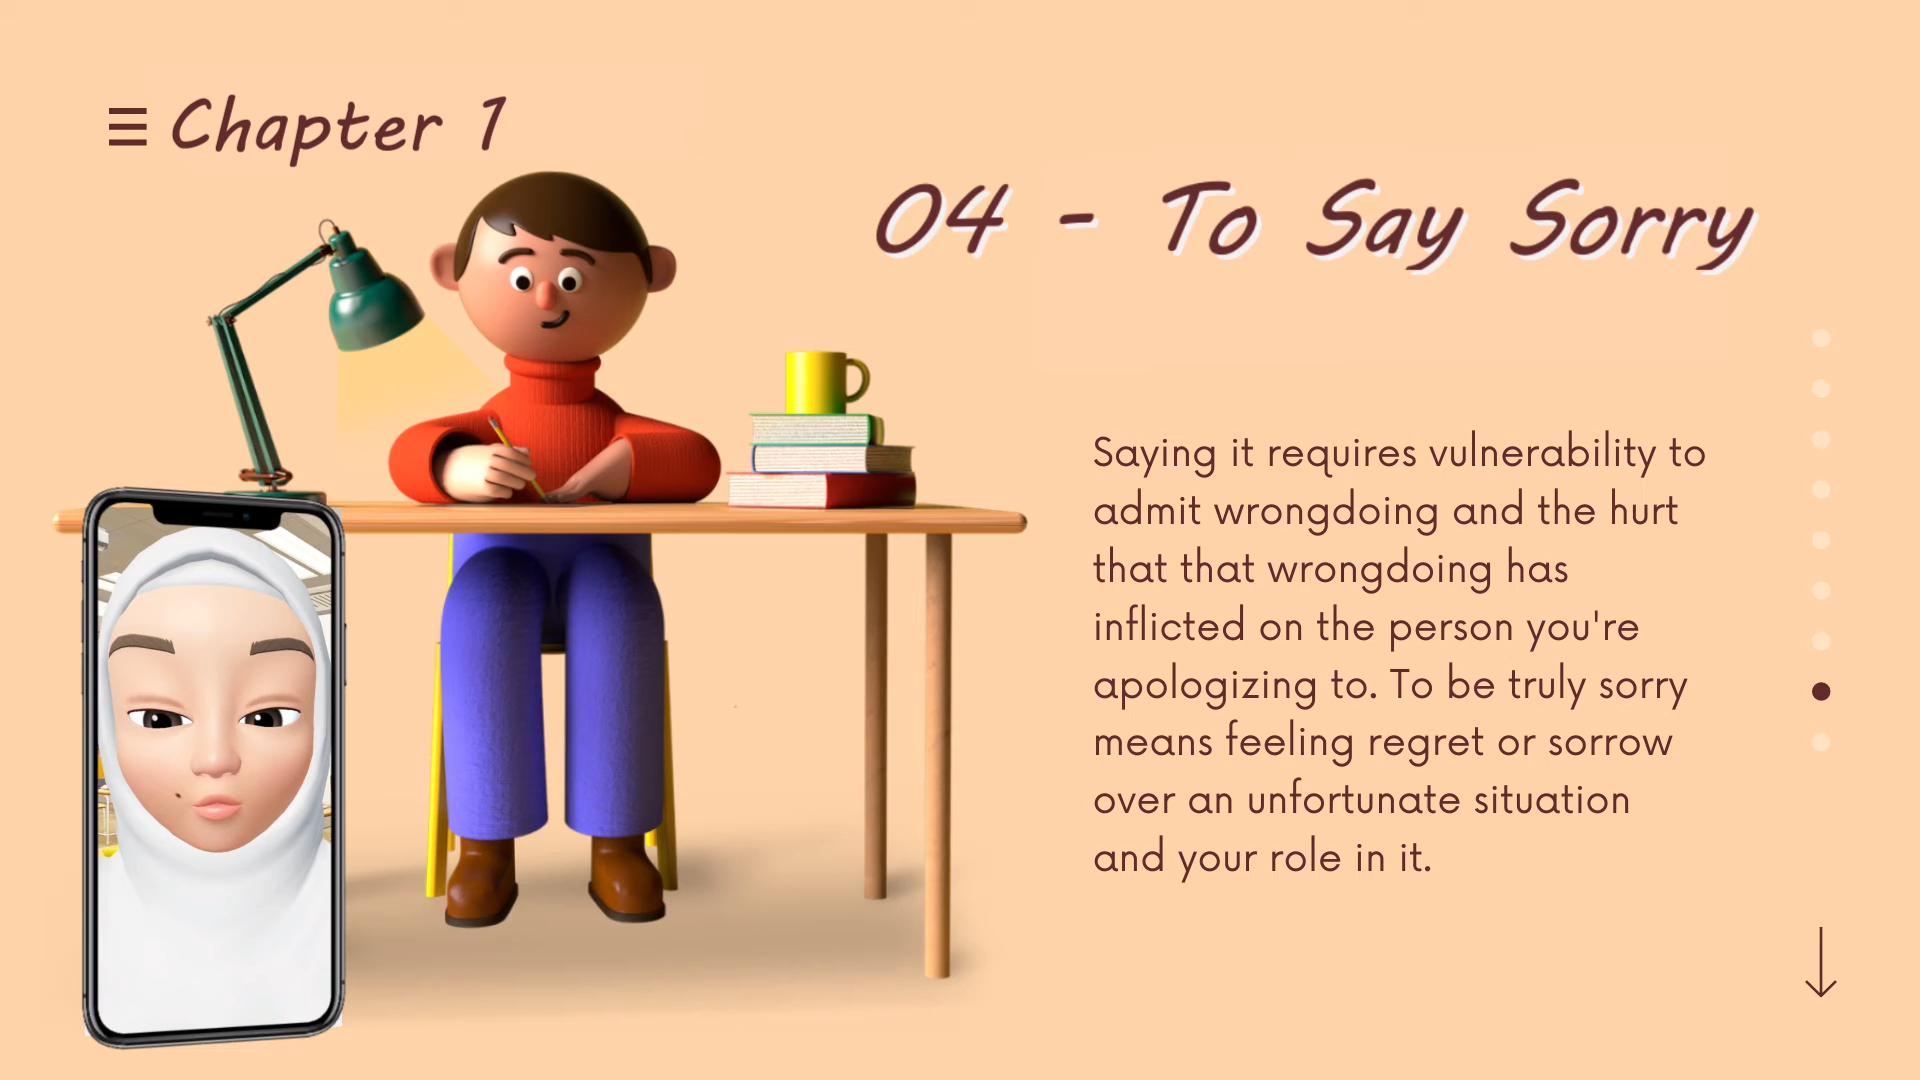 Chapter 1
04 - To Say Sorry
Saying it requires vulnerability to
admit wrongdoing and the hurt
that that wrongdoing has
inflicted on the person you're
apologizing to. To be truly sorry
means feeling regret or sorrow
over an unfortunate situation
and your role in it.